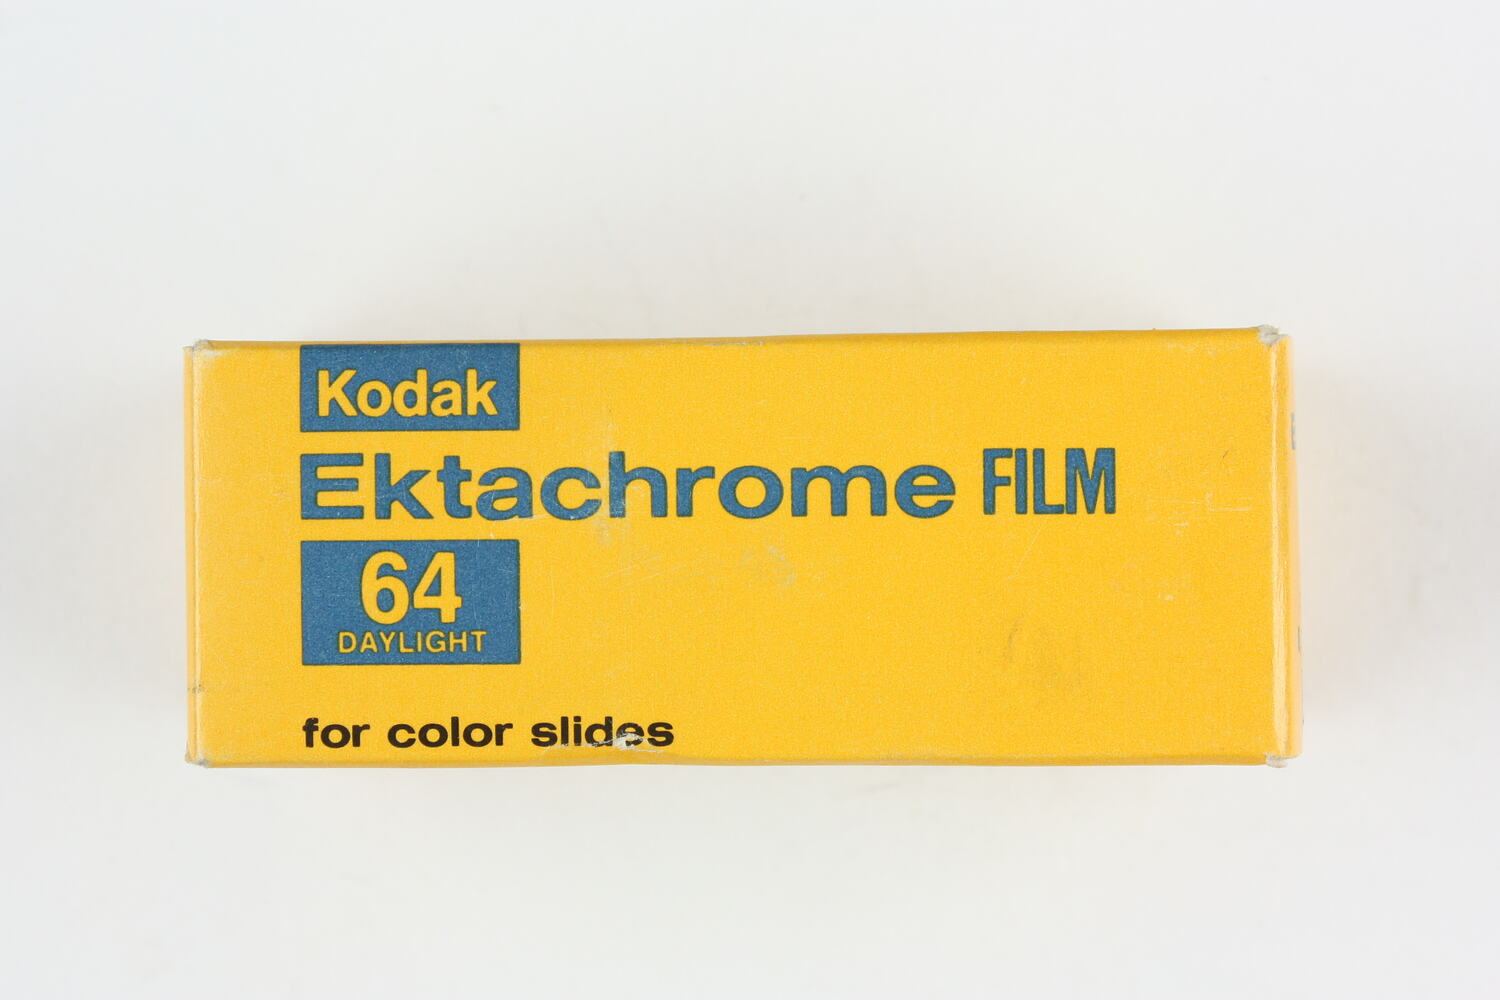 Kodak
Ektachrome FILM
64
DAYLIGHT
for color slides